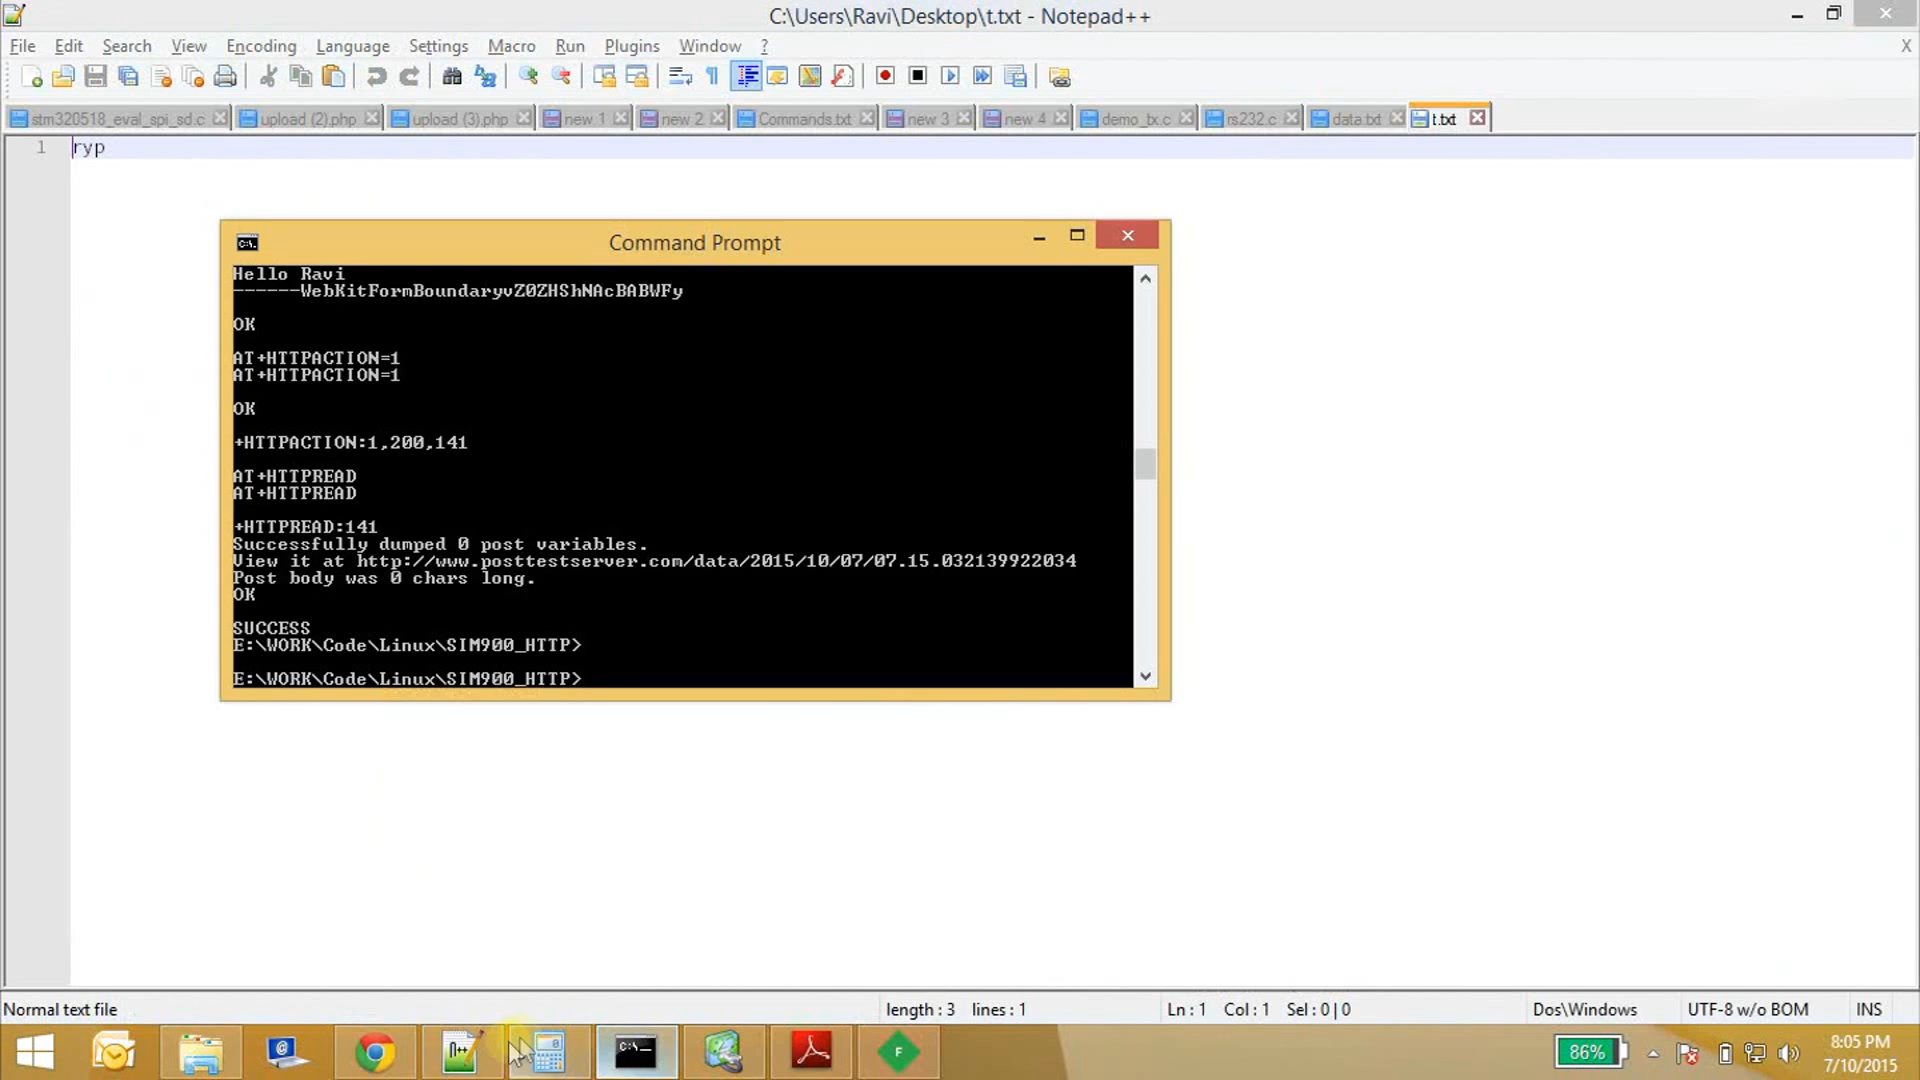 C:\Users\Ravi\Desktop\t.txt - Notepad++
File Edit Search View Encoding Language Settings Macro Run Plugins Window ? X
stm320518_eval_spi_sd.c upload (2).php upload (3).php new 1 new 2 Commands.txt new 3 new 4 demo_tx.c rs232.c data.txt t.txt
1 ryp
Command Prompt
Hello Ravi
------WebKitFormBoundaryvZ0ZHShNAcBABWFy
OK
AT+HTTPACTION=1
AT+HTTPACTION=1
OK
+HTTPACTION:1,200,141
AT+HTTPREAD
AT+HTTPREAD
+HTTPREAD:141
Successfully dumped 0 post variables.
View it at http://www.posttestserver.com/data/2015/10/07/07.15.032139922034
Post body was 0 chars long.
OK
SUCCESS
E:\WORK\Code\Linux\SIM900_HTTP>
E:\WORK\Code\Linux\SIM900_HTTP>
Normal text file length : 3 lines : 1 Ln : 1 Col : 1 Sel : 0 | 0 Dos\Windows UTF-8 w/o BOM INS
86%
8:05 PM
7/10/2015